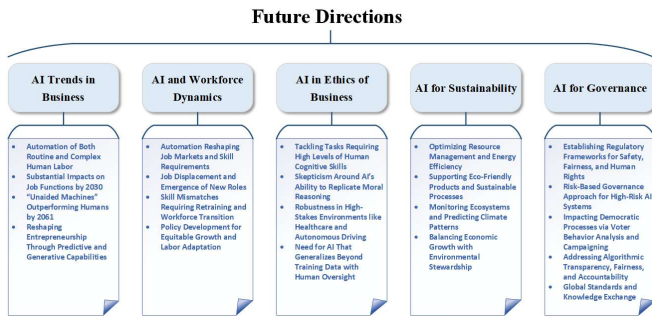 Future Directions
AI Trends in
Business
Automation of Both
Routine and Complex
Human Labor
Substantial Impacts on
Job Functions by 2030
"Unaided Machines"
Outperforming Humans
by 2061
Reshaping
Entrepreneurship
Through Predictive and
Generative Capabilities
AI and Workforce
Dynamics
Automation Reshaping
Job Markets and Skill
Requirements
Job Displacement and
Emergence of New Roles
Skill Mismatches
Requiring Retraining and
Workforce Transition
Policy Development for
Equitable Growth and
Labor Adaptation
AI in Ethics of
Business
Tackling Tasks Requiring
High Levels of Human
Cognitive Skills
Skepticism Around AI's
Ability to Replicate Moral
Reasoning
Robustness in High-
Stakes Environments like
Healthcare and
Autonomous Driving
Need for AI That
Generalizes Beyond
Training Data with
Human Oversight
AI for Sustainability
Optimizing Resource
Management and Energy
Efficiency
Supporting Eco-Friendly
Products and Sustainable
Processes
Monitoring Ecosystems
and Predicting Climate
Patterns
Balancing Economic
Growth with
Environmental
Stewardship
AI for Governance
Establishing Regulatory
Frameworks for Safety,
Fairness, and Human
Rights
Risk-Based Governance
Approach for High-Risk AI
Systems
Impacting Democratic
Processes via Voter
Behavior Analysis and
Campaigning
Addressing Algorithmic
Transparency, Fairness,
and Accountability
Global Standards and
Knowledge Exchange